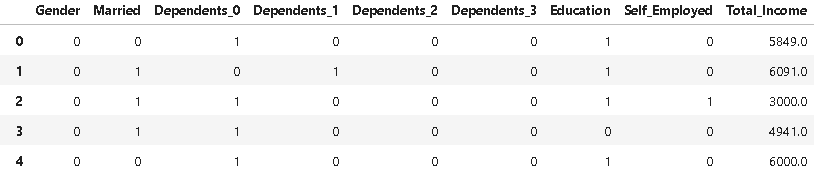 Gender Married Dependents_0 Dependents_1 Dependents_2 Dependents_3 Education Self_Employed Total_Income
0 0 0 1 0 0 0 1 0 5849.0
1 0 1 0 1 0 0 1 0 6091.0
2 0 1 1 0 0 0 1 1 3000.0
3 0 1 1 0 0 0 0 0 4941.0
4 0 0 1 0 0 0 1 0 6000.0